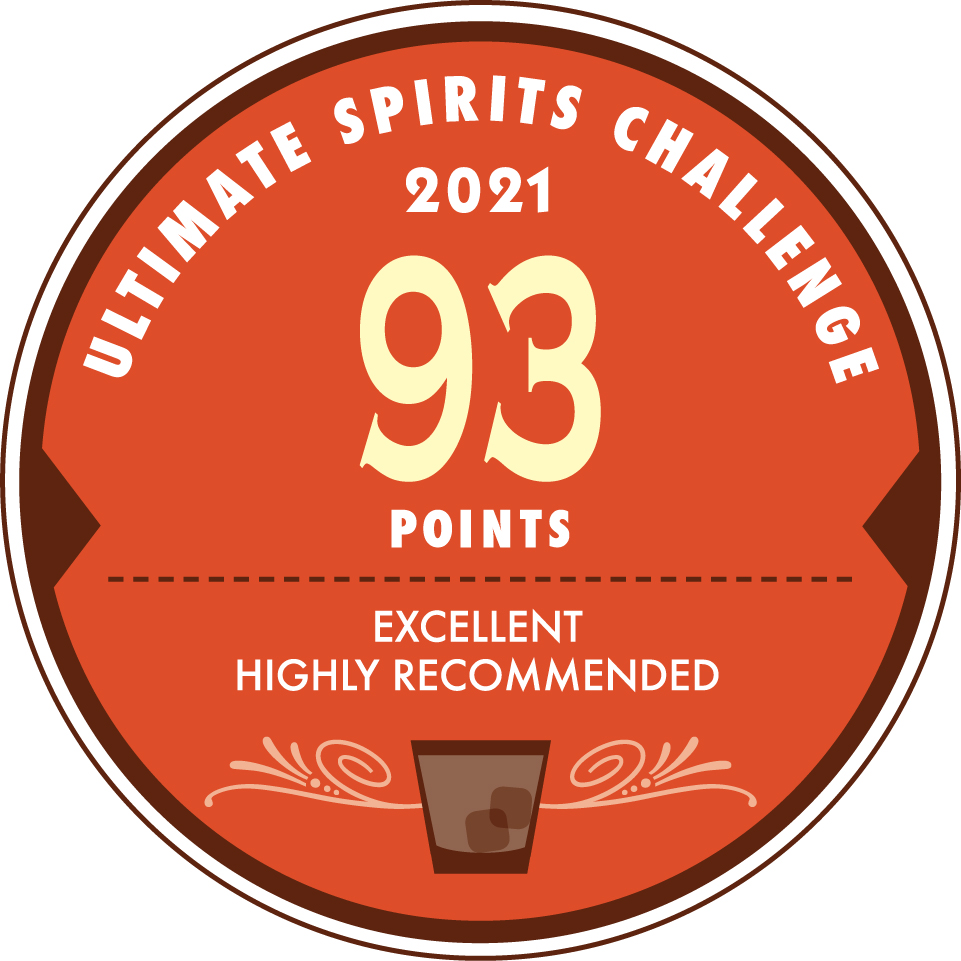 ULTIMATE SPIRITS CHALLENGE
2021
93
POINTS
EXCELLENT
HIGHLY RECOMMENDED